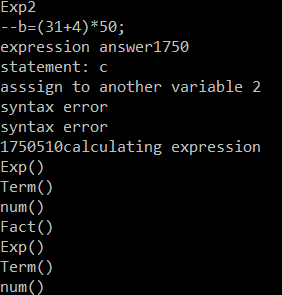 Exp2
--b=(31+4)*50;
expression answer1750
statement: c
asssign to another variable 2
syntax error
syntax error
1750510calculating expression
Exp()
Term()
num()
Fact()
Exp()
Term()
num()